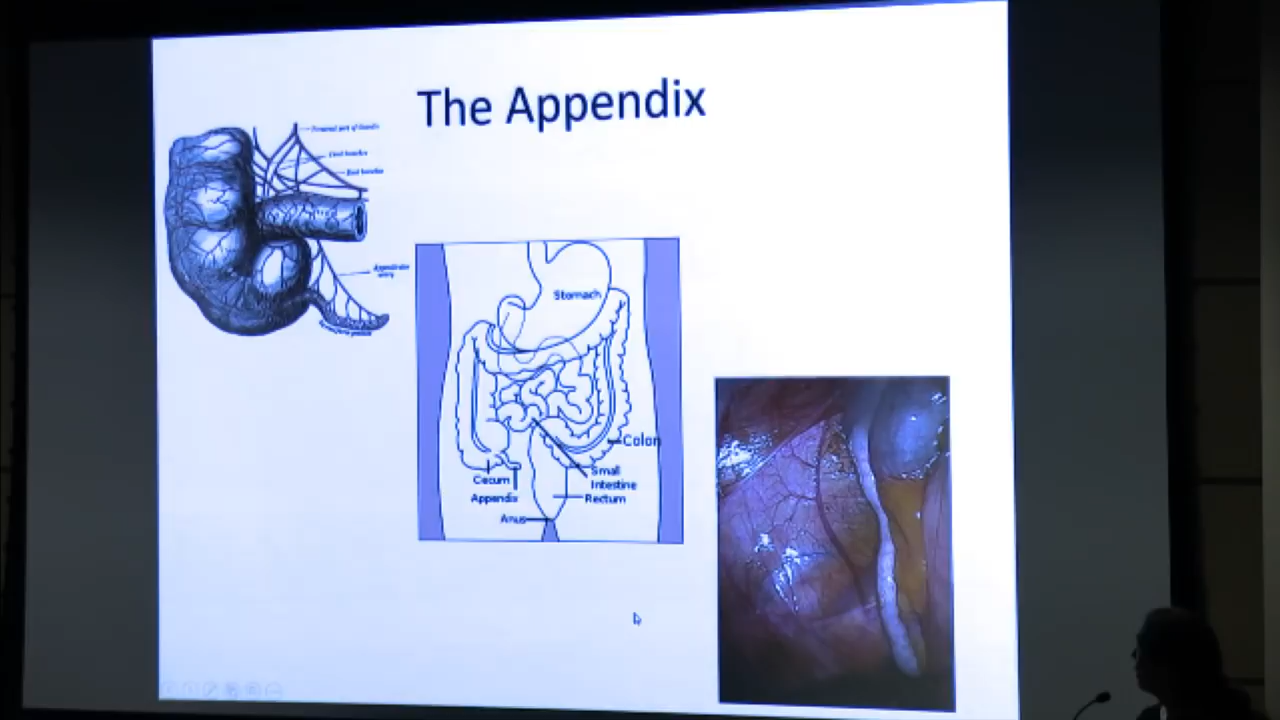 The Appendix
Stomach
Colon
Small
Intestine
Cecum
Appendix
Rectum
Anus